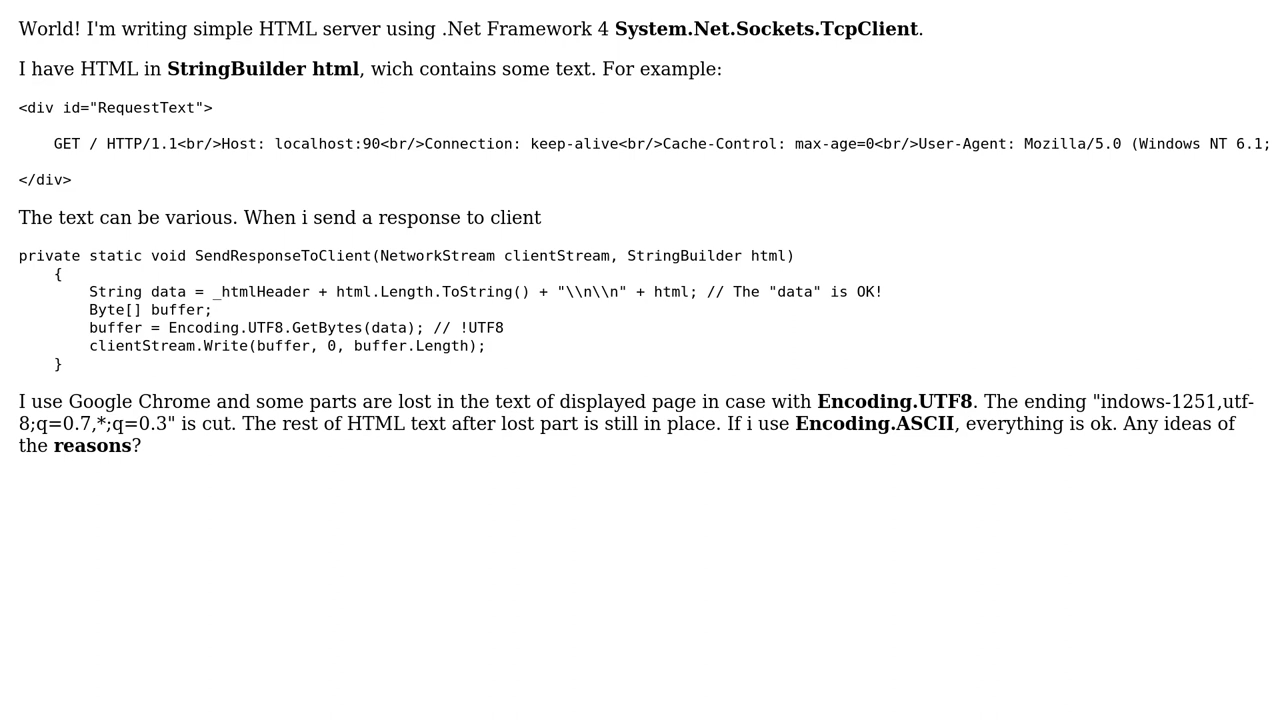 World! I'm writing simple HTML server using .Net Framework 4 System.Net.Sockets.TcpClient.
I have HTML in StringBuilder html, wich contains some text. For example:
<div id="RequestText">
    GET / HTTP/1.1<br/>Host: localhost:90<br/>Connection: keep-alive<br/>Cache-Control: max-age=0<br/>User-Agent: Mozilla/5.0 (Windows NT 6.1;
</div>
The text can be various. When i send a response to client
private static void SendResponseToClient(NetworkStream clientStream, StringBuilder html)
    {
        String data = _htmlHeader + html.Length.ToString() + "\\n\\n" + html; // The "data" is OK!
        Byte[] buffer;
        buffer = Encoding.UTF8.GetBytes(data); // !UTF8
        clientStream.Write(buffer, 0, buffer.Length);
    }
I use Google Chrome and some parts are lost in the text of displayed page in case with Encoding.UTF8. The ending "indows-1251,utf-
8;q=0.7,*;q=0.3" is cut. The rest of HTML text after lost part is still in place. If i use Encoding.ASCII, everything is ok. Any ideas of
the reasons?